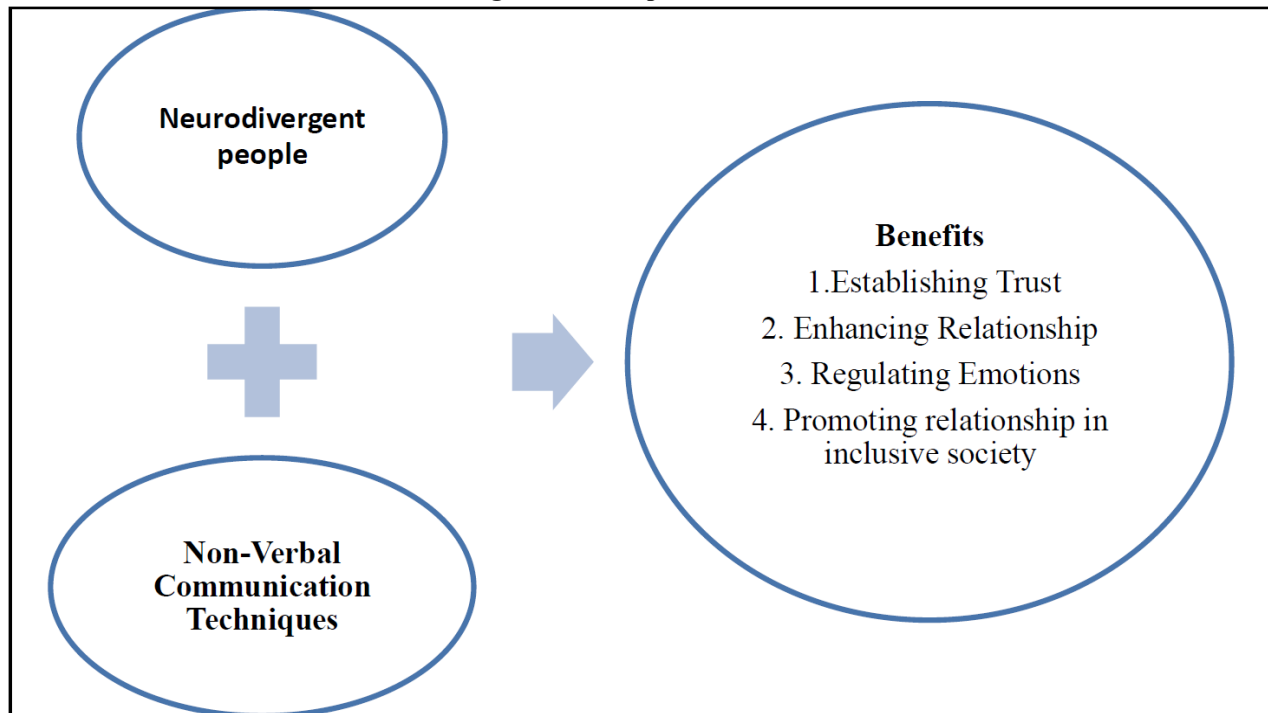 Neurodivergent
people
Non-Verbal
Communication
Techniques
Benefits
1.Establishing Trust
2. Enhancing Relationship
3. Regulating Emotions
4. Promoting relationship in
inclusive society